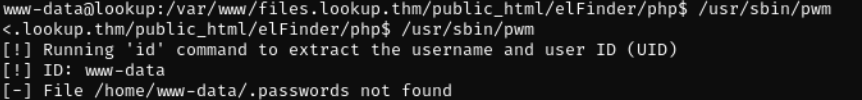 www-data@lookup:/var/www/files.lookup.thm/public_html/elFinder/php$ /usr/sbin/pwm
<.lookup.thm/public_html/elFinder/php$ /usr/sbin/pwm
[!] Running 'id' command to extract the username and user ID (UID)
[!] ID: www-data
[-] File /home/www-data/.passwords not found